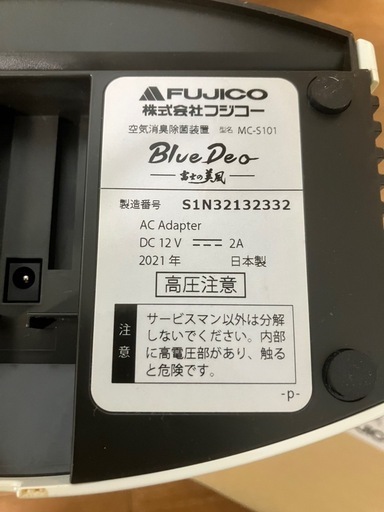 FUJICO
株式会社フジコー
空気消臭除菌装置 型名 MC-S101
Blue Deo
富士の美風
製造番号 S1N32132332
AC Adapter
DC 12 V 2A
2021 年 日本製
高圧注意
注意
サービスマン以外は分解
しないでください。内部
に高電圧部があり、触る
と危険です。
-p-